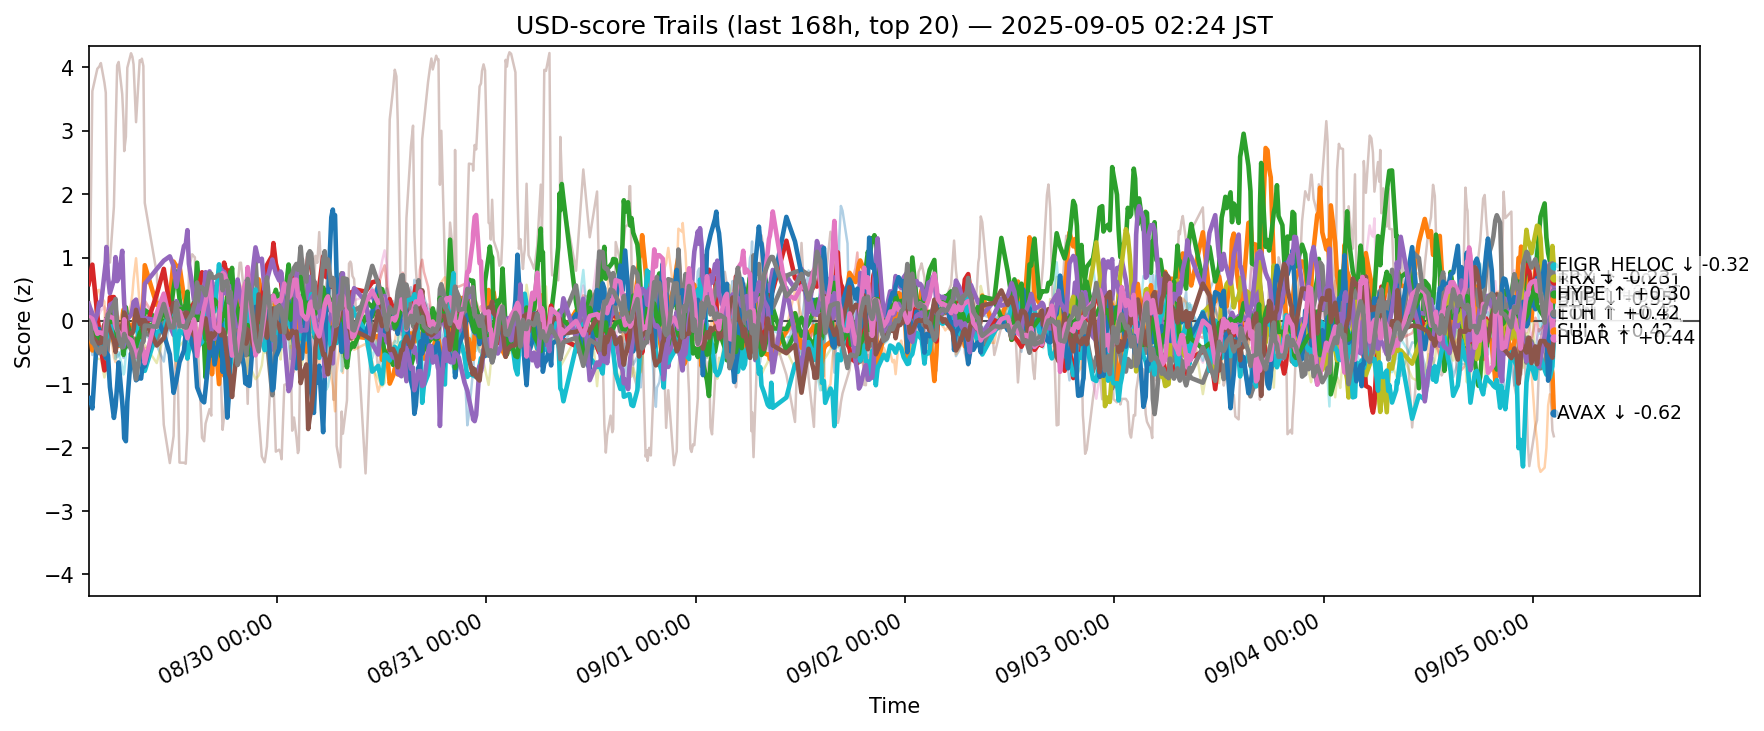 USD-score Trails (last 168h, top 20) — 2025-09-05 02:24 JST
Score (z)
4
3
2
1
0
−1
−2
−3
−4
FIGR_HELOC ↓ -0.32
HYPE ↑ +0.30
ETH ↑ +0.42
SUI ↑ +0.42
HBAR ↑ +0.44
AVAX ↓ -0.62
08/30 00:00
08/31 00:00
09/01 00:00
09/02 00:00
09/03 00:00
09/04 00:00
09/05 00:00
Time